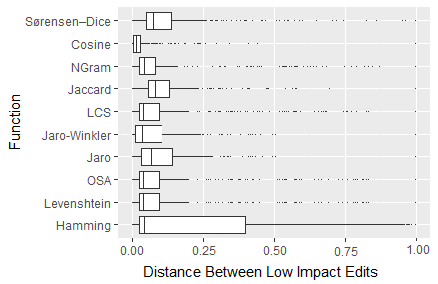 Function
Sørensen–Dice
Cosine
NGram
Jaccard
LCS
Jaro-Winkler
Jaro
OSA
Levenshtein
Hamming
0.00 0.25 0.50 0.75 1.00
Distance Between Low Impact Edits